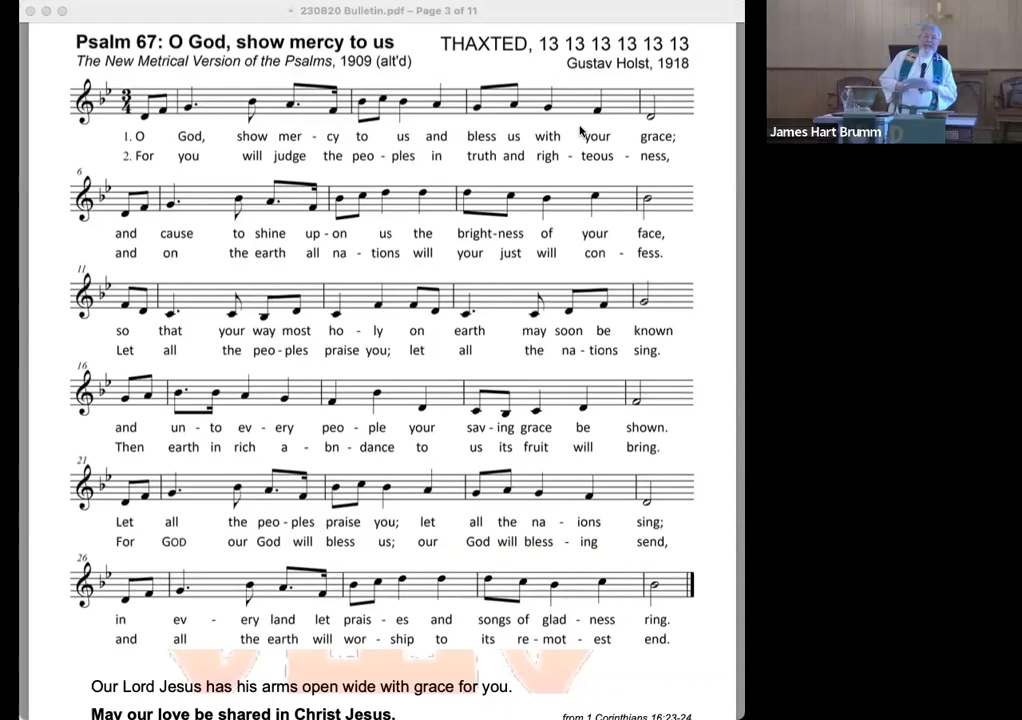 230820 Bulletin.pdf – Page 3 of 11
Psalm 67: O God, show mercy to us
THAXTED, 13 13 13 13 13 13
The New Metrical Version of the Psalms, 1909 (alt'd)
Gustav Holst, 1918
1. O God, show mer - cy to us and bless us with your grace;
2. For you will judge the peo - ples in truth and righ - teous - ness,
6
and cause to shine up - on us the bright-ness of your face,
and on the earth all na - tions will your just will con - fess.
11
so that your way most ho - ly on earth may soon be known
Let all the peo - ples praise you; let all the na - tions sing.
16
and un - to ev - ery peo - ple your sav - ing grace be shown.
Then earth in rich a - bn - dance to us its fruit will bring.
21
Let all the peo - ples praise you; let all the na - ions sing;
For GOD our God will bless us; our God will bless - ing send,
26
in ev - ery land let prais - es and songs of glad - ness ring.
and all the earth will wor - ship to its re - mot - est end.
Our Lord Jesus has his arms open wide with grace for you.
May our love be shared in Christ Jesus.
from 1 Corinthians 16:23-24
James Hart Brumm